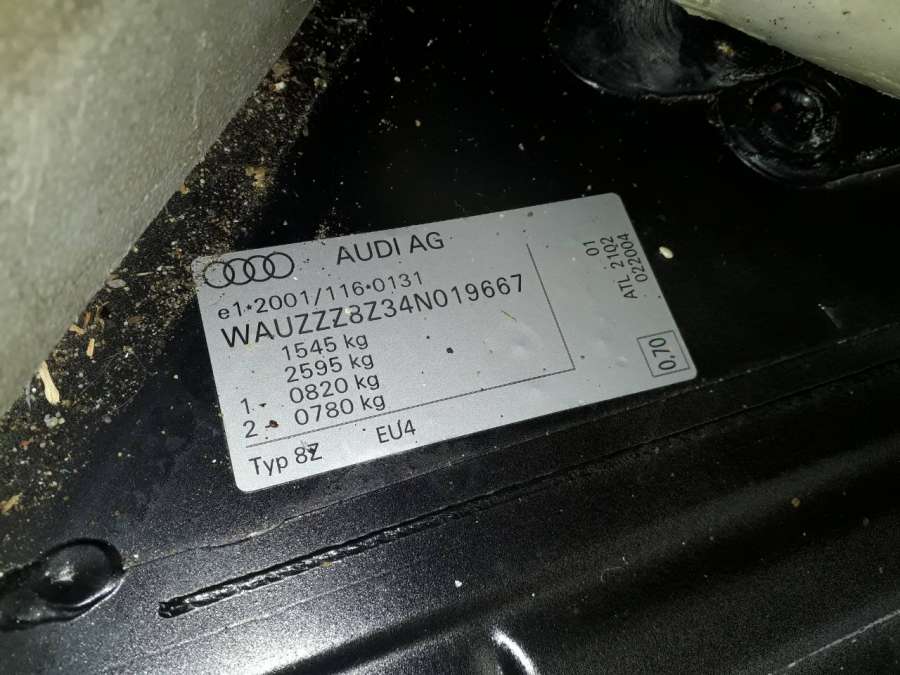 AUDI AG
e1*2001/116*0131
WAUZZZ8Z34N019667
1545 kg
2595 kg
1- 0820 kg
2- 0780 kg
Typ 8Z EU4
01
ATL 2102
022004
0,70